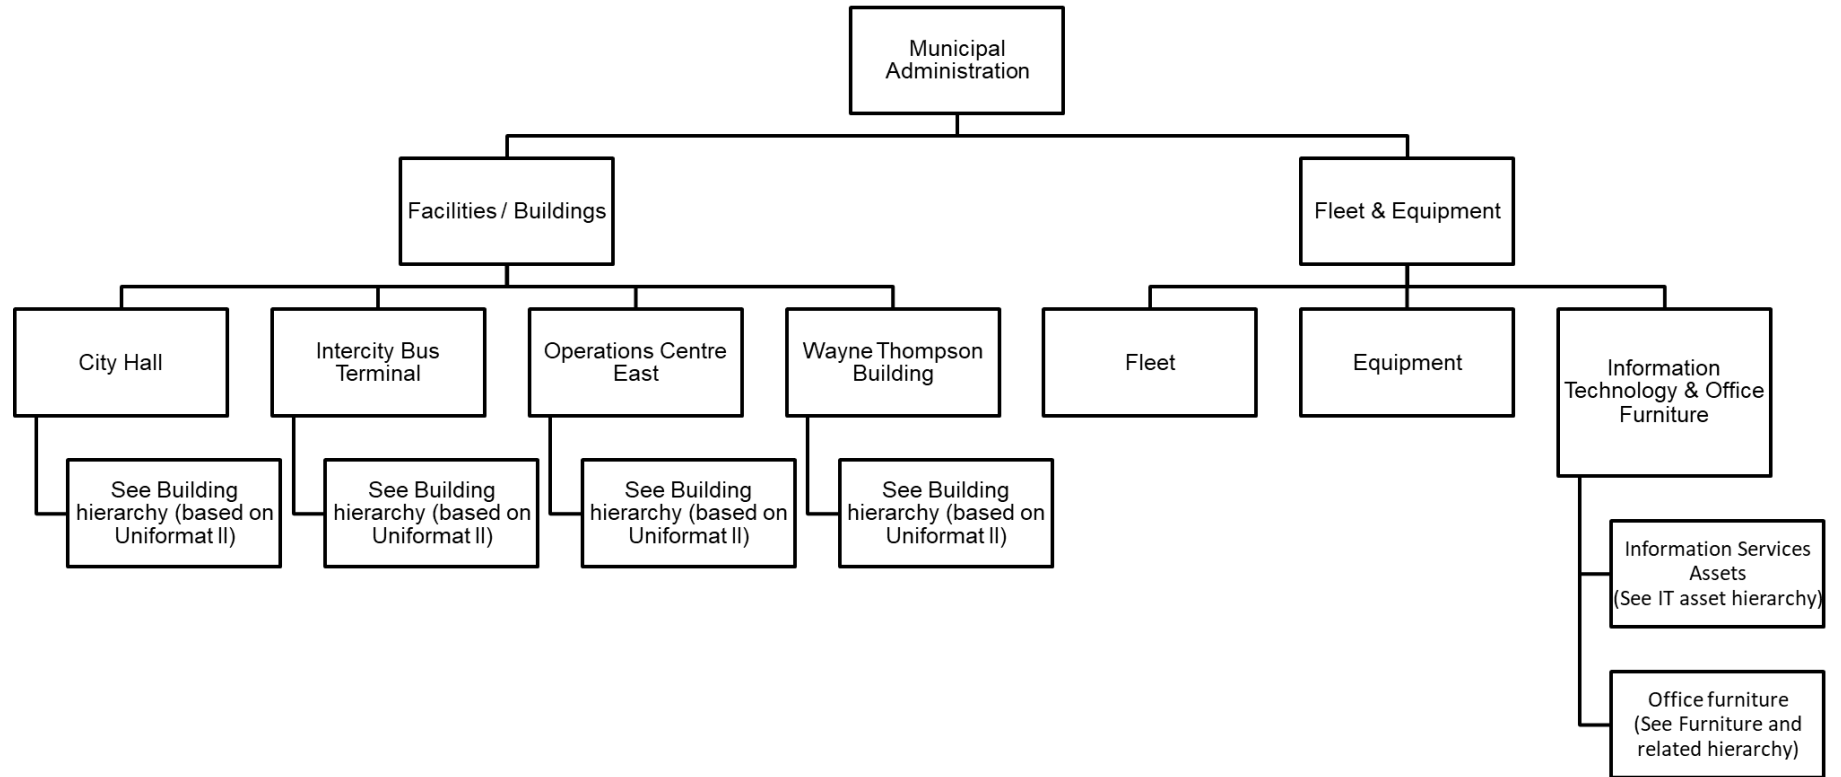 Municipal
Administration
Facilities / Buildings
Fleet & Equipment
City Hall
Intercity Bus
Terminal
Operations Centre
East
Wayne Thompson
Building
Fleet
Equipment
Information
Technology & Office
Furniture
See Building
hierarchy (based on
Uniformat II)
See Building
hierarchy (based on
Uniformat II)
See Building
hierarchy (based on
Uniformat II)
See Building
hierarchy (based on
Uniformat II)
Information Services
Assets
(See IT asset hierarchy)
Office furniture
(See Furniture and
related hierarchy)